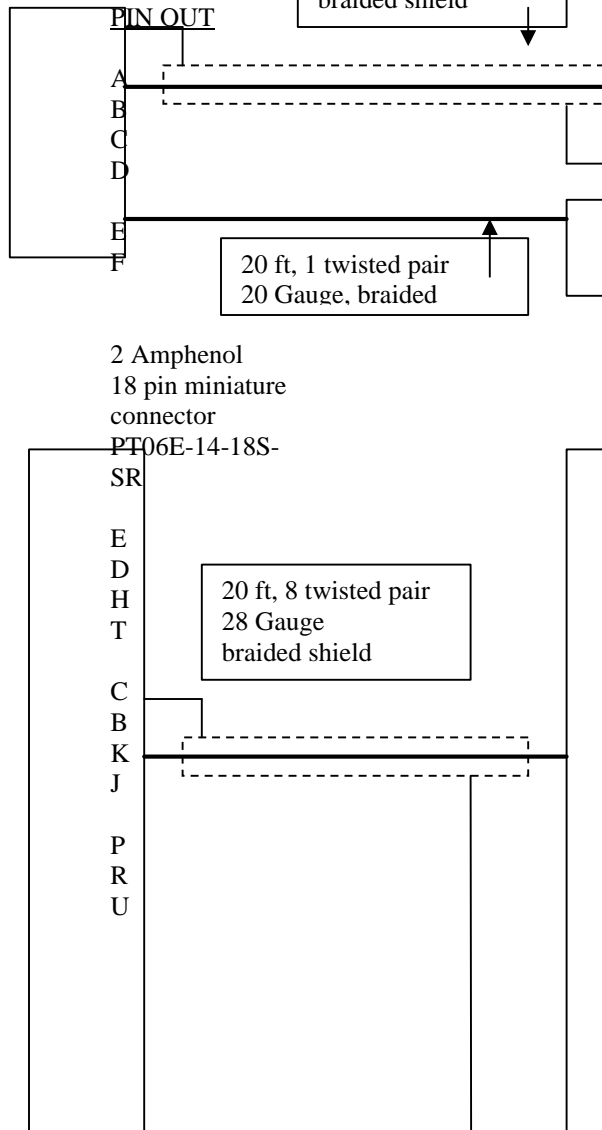 braided shield
PIN OUT
A
B
C
D
E
F
20 ft, 1 twisted pair
20 Gauge, braided
2 Amphenol
18 pin miniature
connector
PT06E-14-18S-
SR
E
D
H
T
20 ft, 8 twisted pair
28 Gauge
braided shield
C
B
K
J
P
R
U